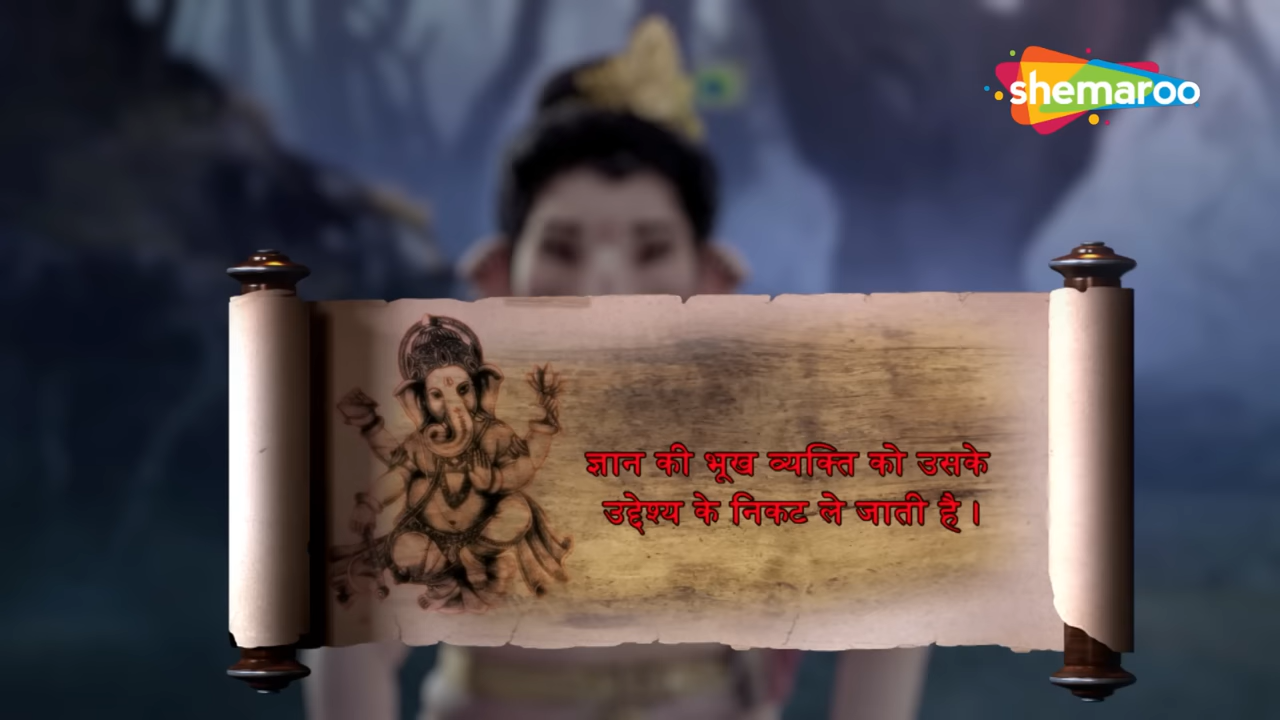 shemaroo
ज्ञान की भूख व्यक्ति को उसके
उद्देश्य के निकट ले जाती है।